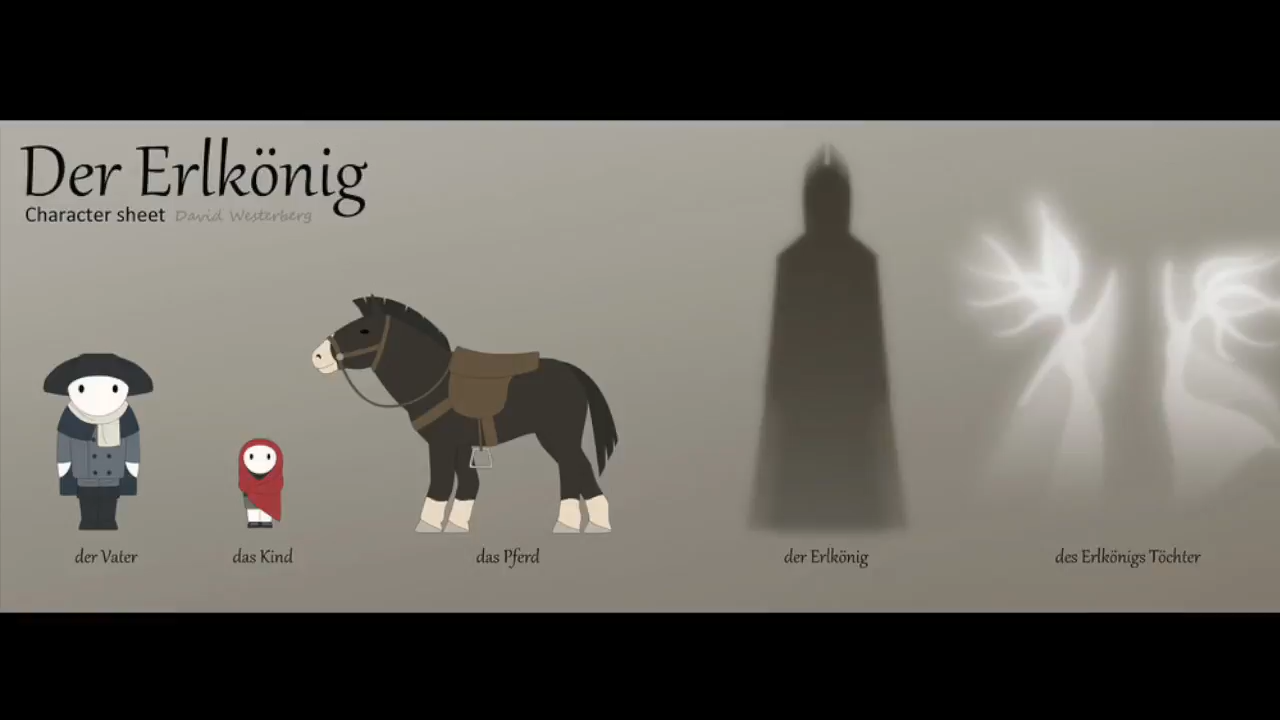 Der Erlkönig
Character sheet David Westerberg
der Vater
das Kind
das Pferd
der Erlkönig
des Erlkönigs Töchter